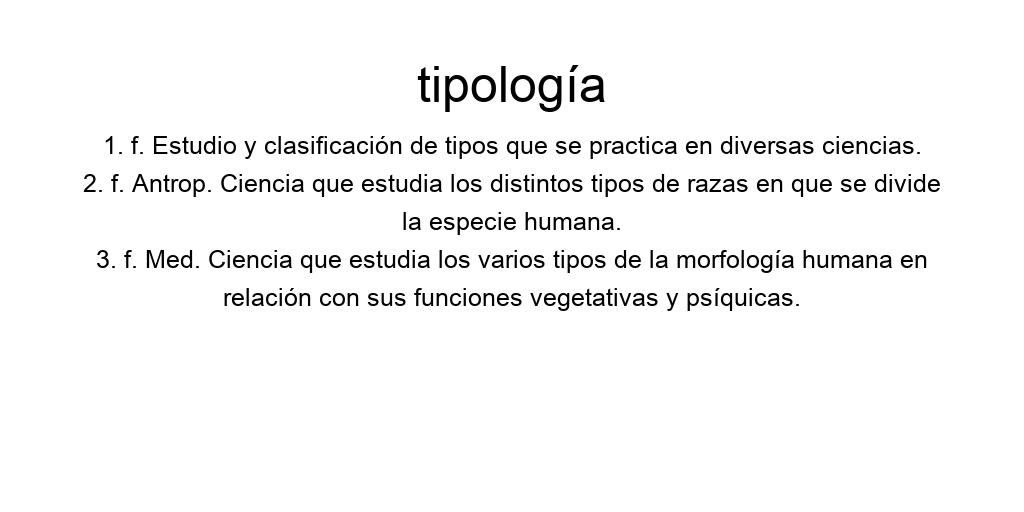 tipología
1. f. Estudio y clasificación de tipos que se practica en diversas ciencias.
2. f. Antrop. Ciencia que estudia los distintos tipos de razas en que se divide
la especie humana.
3. f. Med. Ciencia que estudia los varios tipos de la morfología humana en
relación con sus funciones vegetativas y psíquicas.